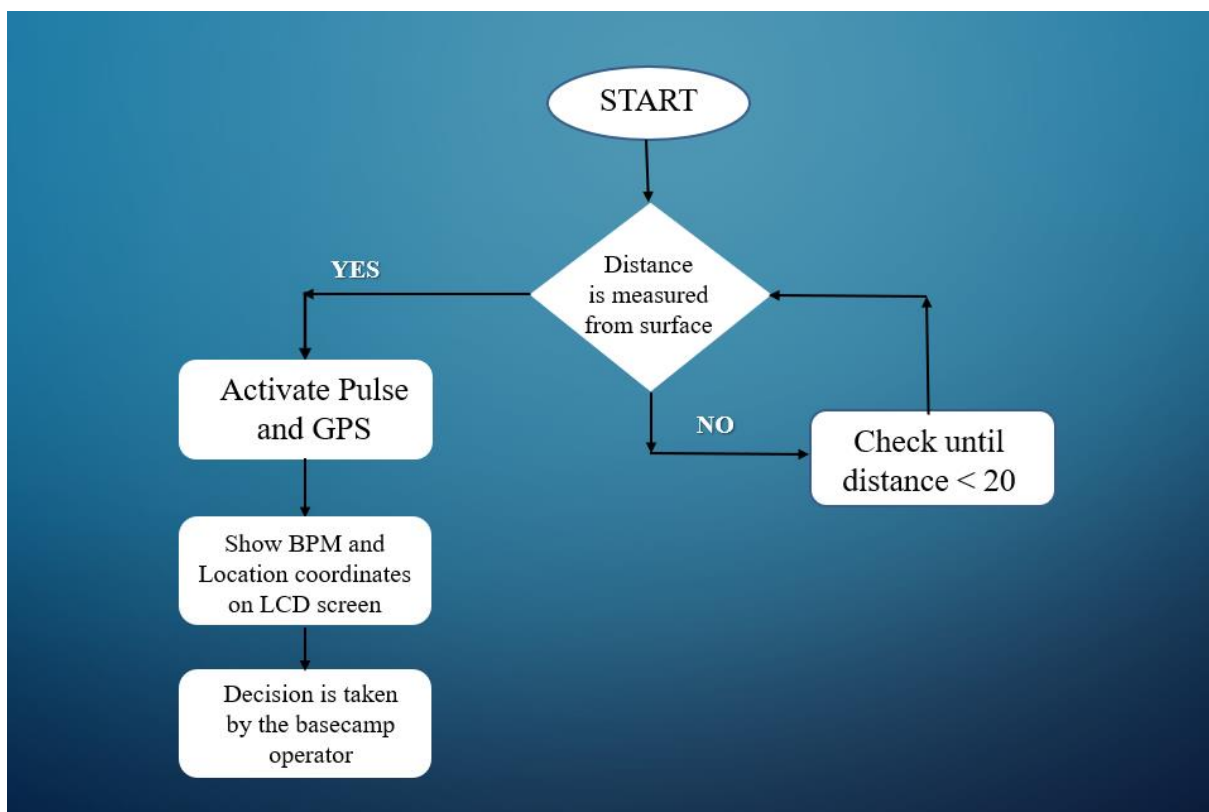 START
Distance
is measured
from surface
YES
NO
Activate Pulse
and GPS
Check until
distance < 20
Show BPM and
Location coordinates
on LCD screen
Decision is taken
by the basecamp
operator